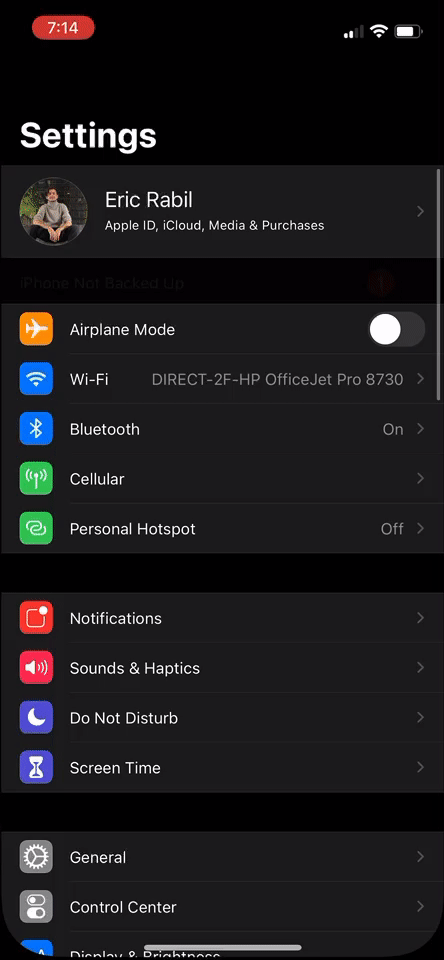 7:14
Settings
Eric Rabil
Apple ID, iCloud, Media & Purchases
iPhone Not Backed Up
1
Airplane Mode
Wi-Fi DIRECT-2F-HP OfficeJet Pro 8730
Bluetooth On
Cellular
Personal Hotspot Off
Notifications
Sounds & Haptics
Do Not Disturb
Screen Time
General
Control Center
Display & Brightness